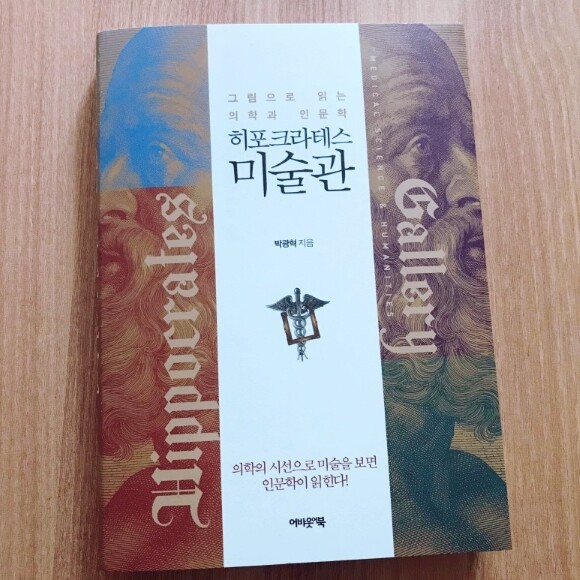 그림으로 읽는
의학과 인문학
히포크라테스
미술관
박광혁 지음
Hippocrates
Gallery
MEDICAL SCIENCE & HUMANITIES
의학의 시선으로 미술을 보면
인문학이 읽힌다!
어바웃어북